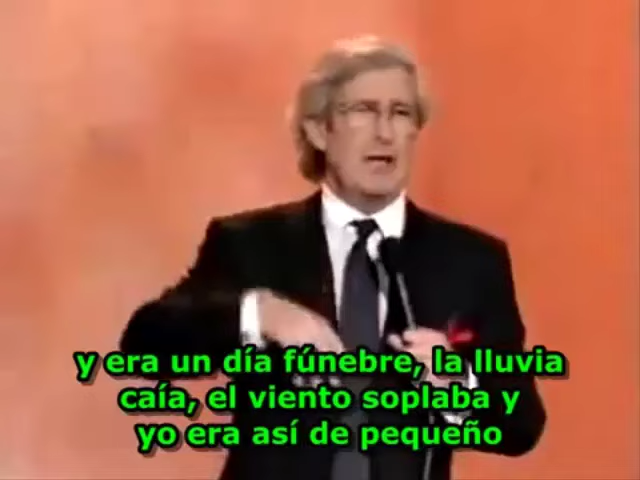 y era un día fúnebre, la lluvia
caía, el viento soplaba y
yo era así de pequeño